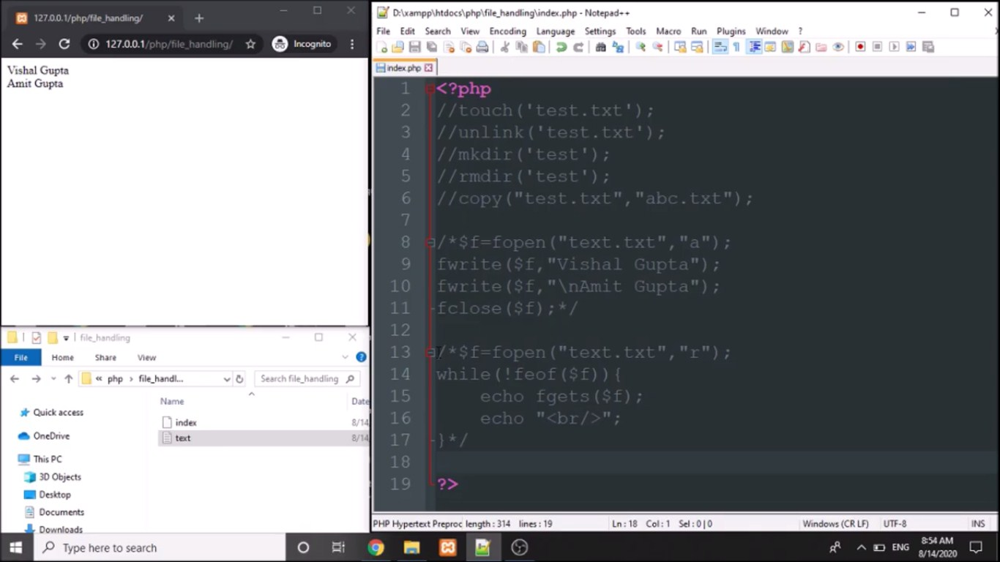 127.0.0.1/php/file_handling/
127.0.0.1/php/file_handling/
Incognito
Vishal Gupta
Amit Gupta
file_handling
File Home Share View
php file_handl...
Search file_handling
Name Date
Quick access
OneDrive
This PC
3D Objects
Desktop
Documents
Downloads
index 8/14
text 8/14
D:\xampp\htdocs\php\file_handling\index.php - Notepad++
File Edit Search View Encoding Language Settings Tools Macro Run Plugins Window ?
index.php
1 <?php
2 //touch('test.txt');
3 //unlink('test.txt');
4 //mkdir('test');
5 //rmdir('test');
6 //copy("test.txt","abc.txt");
7
8 /*$f=fopen("text.txt","a");
9 fwrite($f,"Vishal Gupta");
10 fwrite($f,"\nAmit Gupta");
11 fclose($f);*/
12
13 /*$f=fopen("text.txt","r");
14 while(!feof($f)){
15 echo fgets($f);
16 echo "<br/>";
17 }*/
18
19 ?>
PHP Hypertext Preproc length : 314 lines : 19 Ln : 18 Col : 1 Sel : 0 | 0 Windows (CR LF) UTF-8 INS
Type here to search
ENG
8:54 AM
8/14/2020